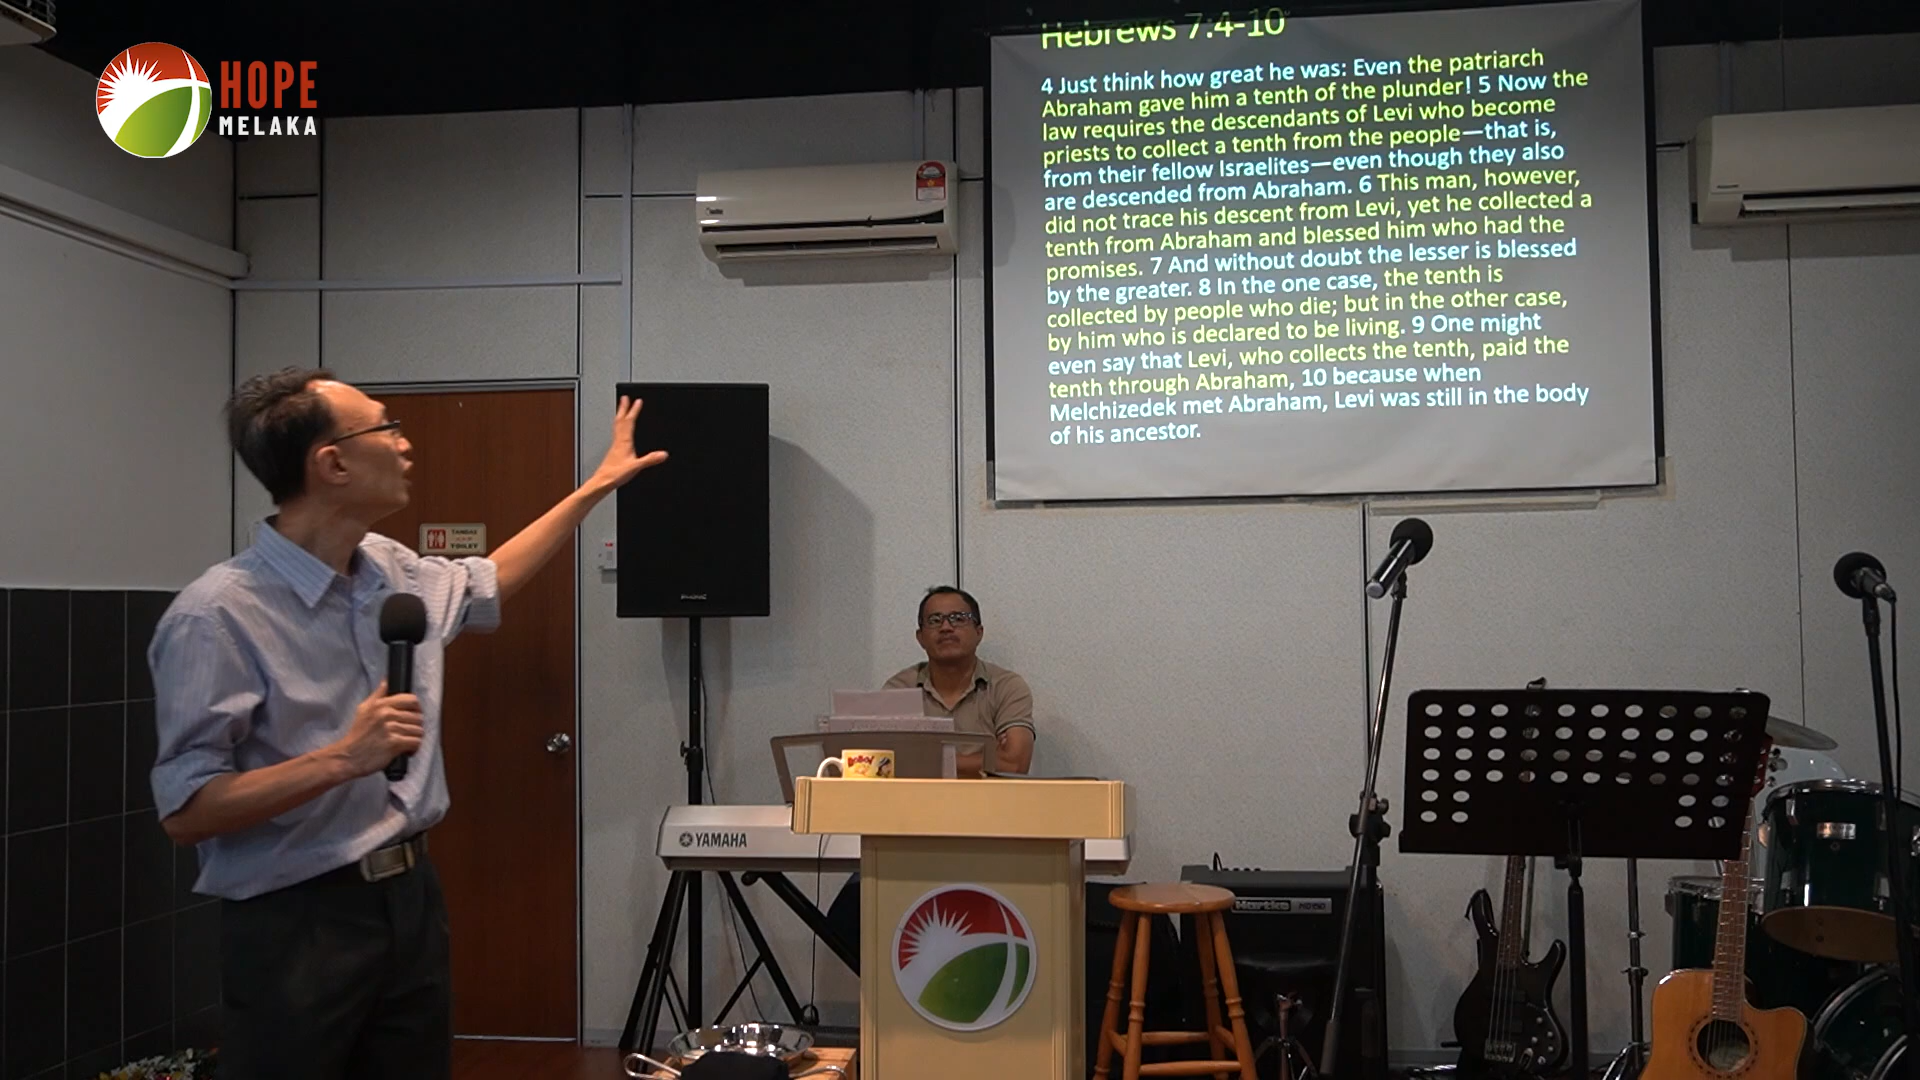 HOPE
MELAKA
Hebrews 7:4-10
4 Just think how great he was: Even the patriarch
Abraham gave him a tenth of the plunder! 5 Now the
law requires the descendants of Levi who become
priests to collect a tenth from the people—that is,
from their fellow Israelites—even though they also
are descended from Abraham. 6 This man, however,
did not trace his descent from Levi, yet he collected a
tenth from Abraham and blessed him who had the
promises. 7 And without doubt the lesser is blessed
by the greater. 8 In the one case, the tenth is
collected by people who die; but in the other case,
by him who is declared to be living. 9 One might
even say that Levi, who collects the tenth, paid the
tenth through Abraham, 10 because when
Melchizedek met Abraham, Levi was still in the body
of his ancestor.
TANDAS
TOILET
YAMAHA
Hartke